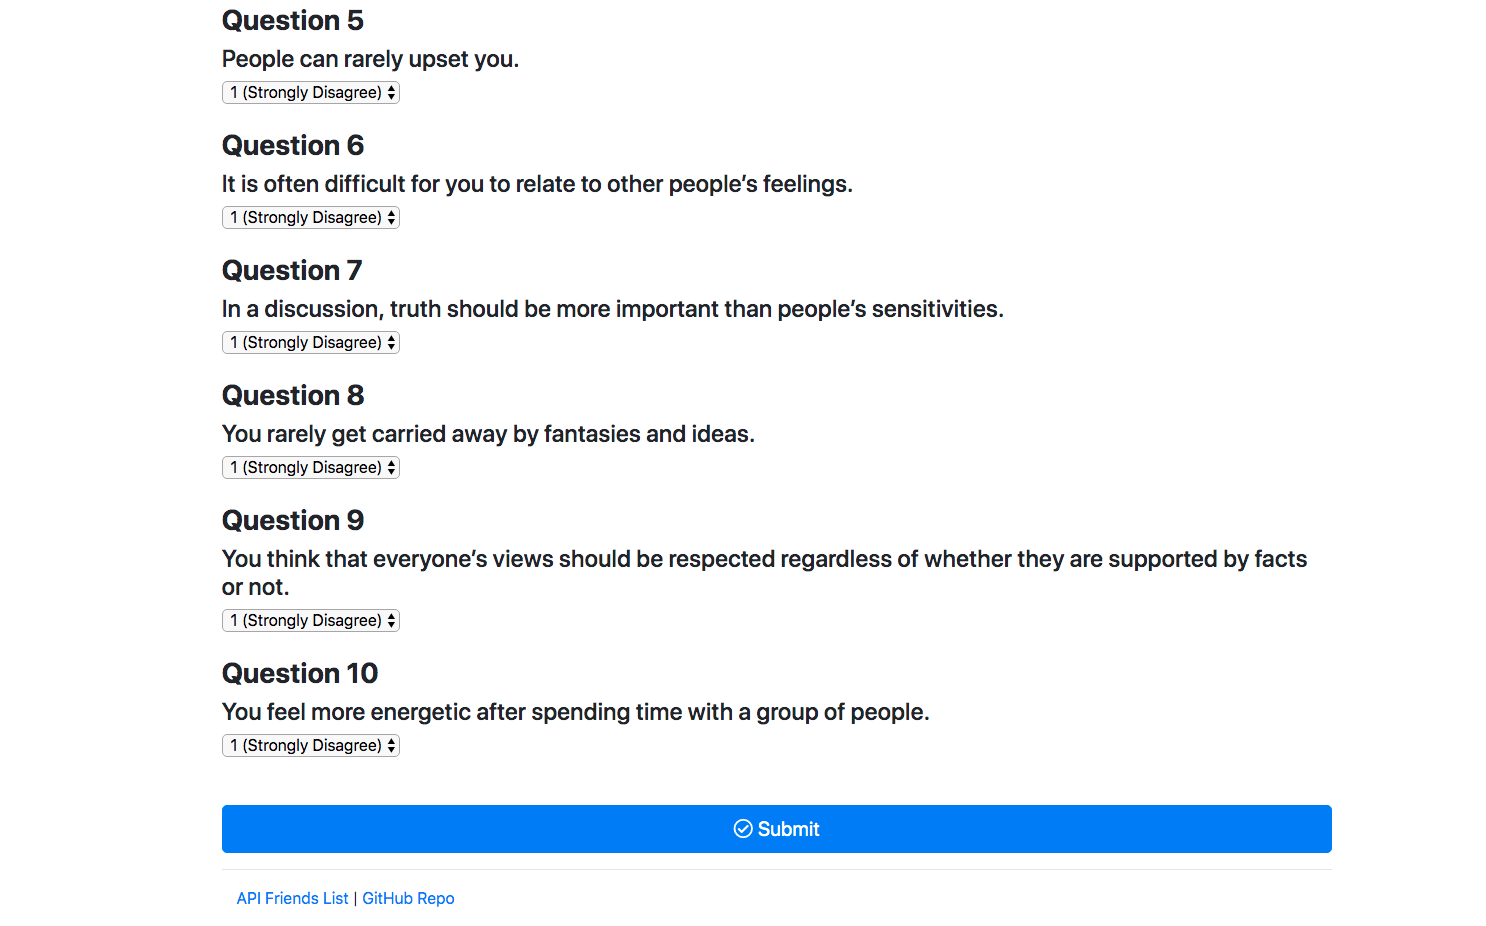 Question 5
People can rarely upset you.
1 (Strongly Disagree)
Question 6
It is often difficult for you to relate to other people’s feelings.
1 (Strongly Disagree)
Question 7
In a discussion, truth should be more important than people’s sensitivities.
1 (Strongly Disagree)
Question 8
You rarely get carried away by fantasies and ideas.
1 (Strongly Disagree)
Question 9
You think that everyone’s views should be respected regardless of whether they are supported by facts
or not.
1 (Strongly Disagree)
Question 10
You feel more energetic after spending time with a group of people.
1 (Strongly Disagree)
Submit
API Friends List | GitHub Repo